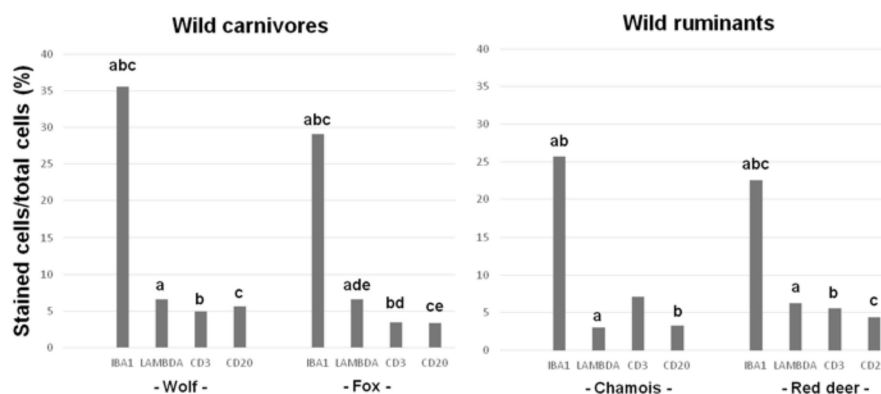 Wild carnivores
Wild ruminants
Stained cells/total cells (%)
40
35
30
25
20
15
10
5
0
abc
a
b
c
abc
ade
bd
ce
IBA1 LAMBDA CD3 CD20
IBA1 LAMBDA CD3 CD20
- Wolf -
- Fox -
40
35
30
25
20
15
10
5
0
ab
a
b
abc
a
b
c
IBA1 LAMBDA CD3 CD20
IBA1 LAMBDA CD3
- Chamois -
- Red deer -